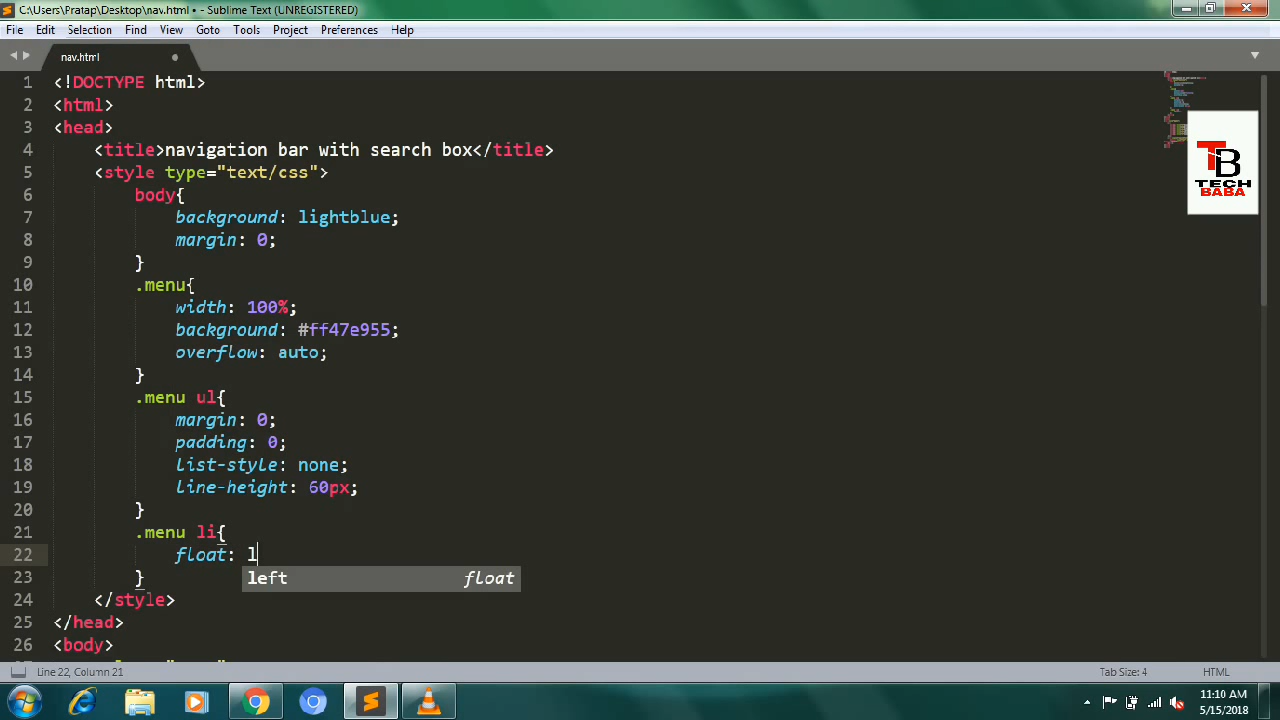 C:\Users\Pratap\Desktop\nav.html • - Sublime Text (UNREGISTERED)
File Edit Selection Find View Goto Tools Project Preferences Help
nav.html
1 <!DOCTYPE html>
2 <html>
3 <head>
4 <title>navigation bar with search box</title>
5 <style type="text/css">
6 body{
7 background: lightblue;
8 margin: 0;
9 }
10 .menu{
11 width: 100%;
12 background: #ff47e955;
13 overflow: auto;
14 }
15 .menu ul{
16 margin: 0;
17 padding: 0;
18 list-style: none;
19 line-height: 60px;
20 }
21 .menu li{
22 float: l
23 }
left float
24 </style>
25 </head>
26 <body>
TB
TECH
BABA
Line 22, Column 21
Tab Size: 4
HTML
11:10 AM
5/15/2018